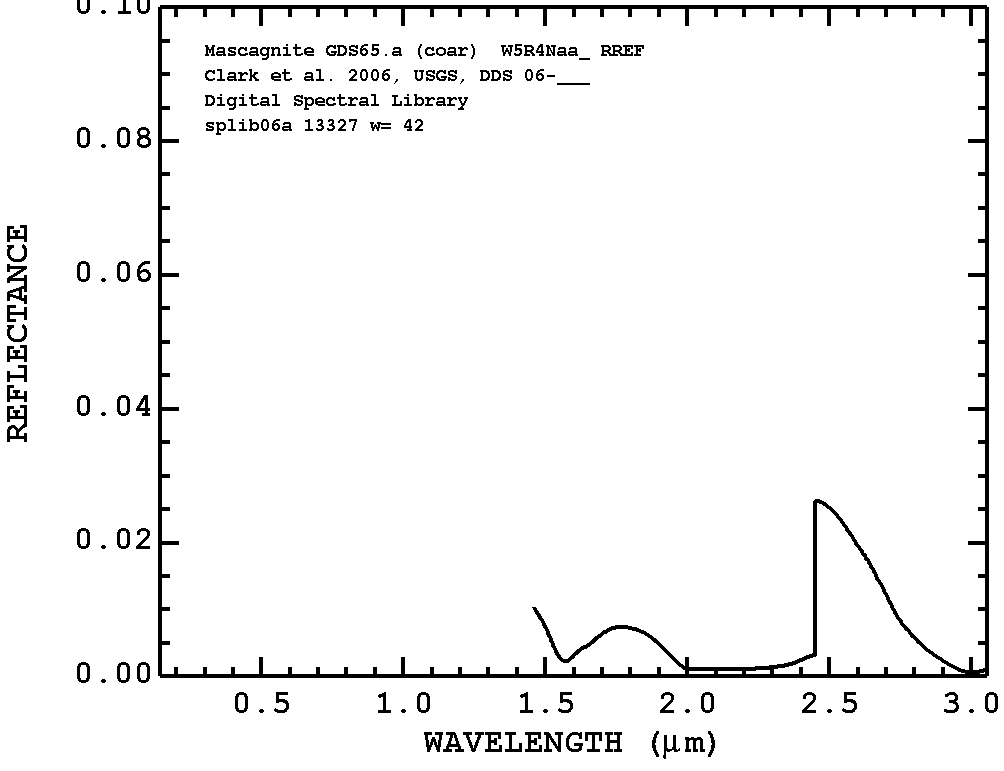 0.10
Mascagnite GDS65.a (coar) W5R4Naa_ RREF
Clark et al. 2006, USGS, DDS 06-___
Digital Spectral Library
splib06a 13327 w= 42
0.08
0.06
0.04
0.02
0.00
REFLECTANCE
0.5 1.0 1.5 2.0 2.5 3.0
WAVELENGTH (μm)